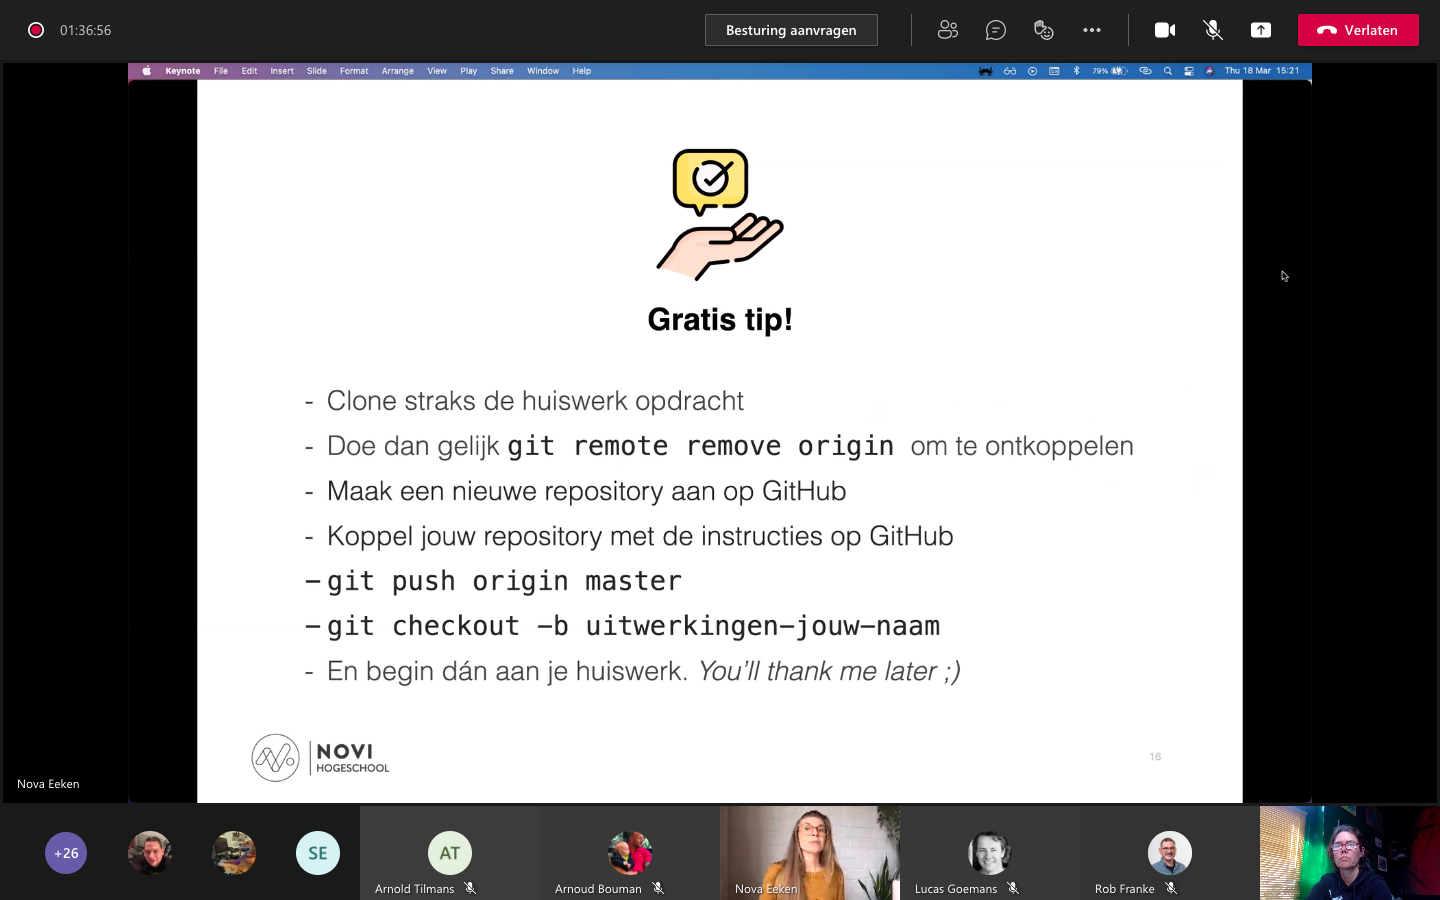 01:36:56
Besturing aanvragen
Verlaten
Keynote File Edit Insert Slide Format Arrange View Play Share Window Help
79% Thu 18 Mar 15:21
Gratis tip!
- Clone straks de huiswerk opdracht
- Doe dan gelijk git remote remove origin om te ontkoppelen
- Maak een nieuwe repository aan op GitHub
- Koppel jouw repository met de instructies op GitHub
- git push origin master
- git checkout -b uitwerkingen-jouw-naam
- En begin dán aan je huiswerk. You'll thank me later ;)
NOVI
HOGESCHOOL
16
Nova Eeken
+26
SE
AT
Arnold Tilmans
Arnoud Bouman
Nova Eeken
Lucas Goemans
Rob Franke